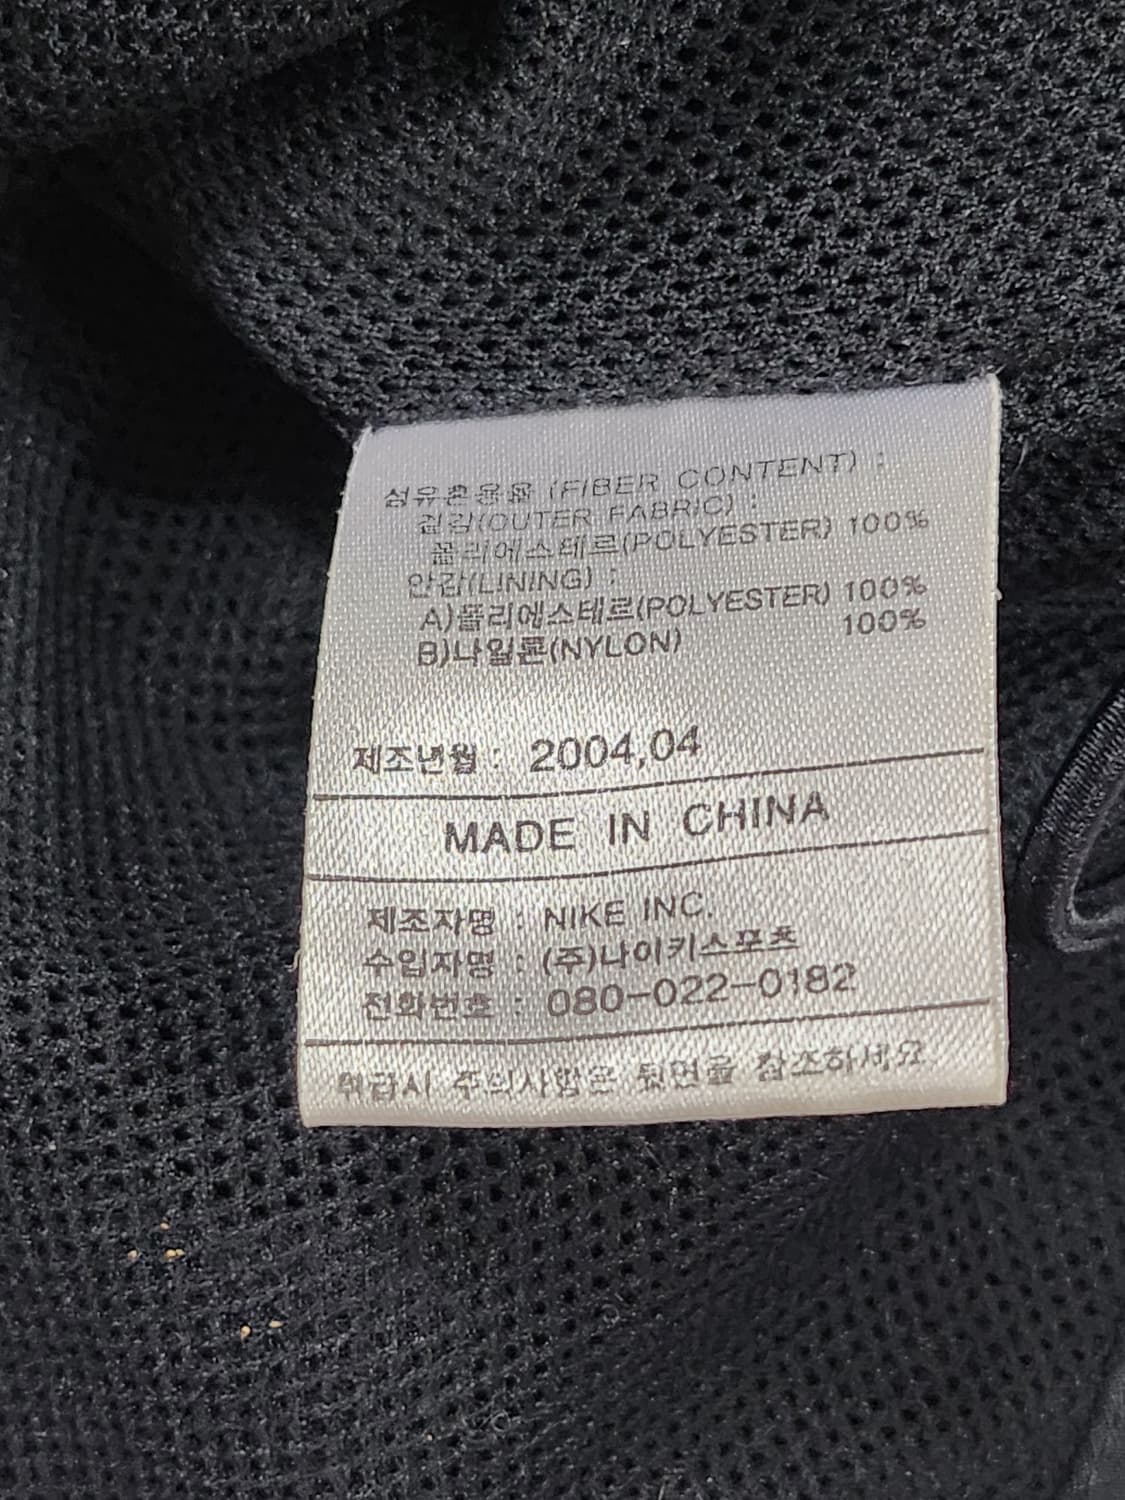 섬유혼용율 (FIBER CONTENT) :
겉감(OUTER FABRIC) :
폴리에스테르(POLYESTER) 100%
안감(LINING) :
A)폴리에스테르(POLYESTER) 100%
B)나일론(NYLON) 100%
제조년월 : 2004,04
MADE IN CHINA
제조자명 : NIKE INC.
수입자명 : (주)나이키스포츠
전화번호 : 080-022-0182
취급시 주의사항은 뒷면을 참조하세요